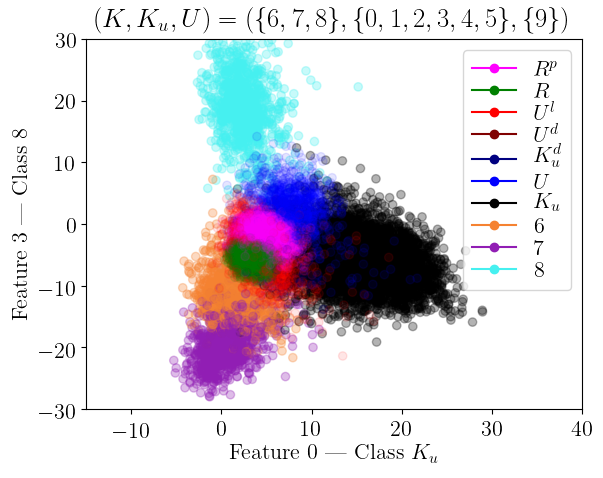 (K, K_u, U) = ({6, 7, 8}, {0, 1, 2, 3, 4, 5}, {9})
30
20
10
0
−10
−20
−30
Feature 3 — Class 8
R^p
R
U^l
U^d
K_u^d
U
K_u
6
7
8
−10
0
10
20
30
40
Feature 0 — Class K_u